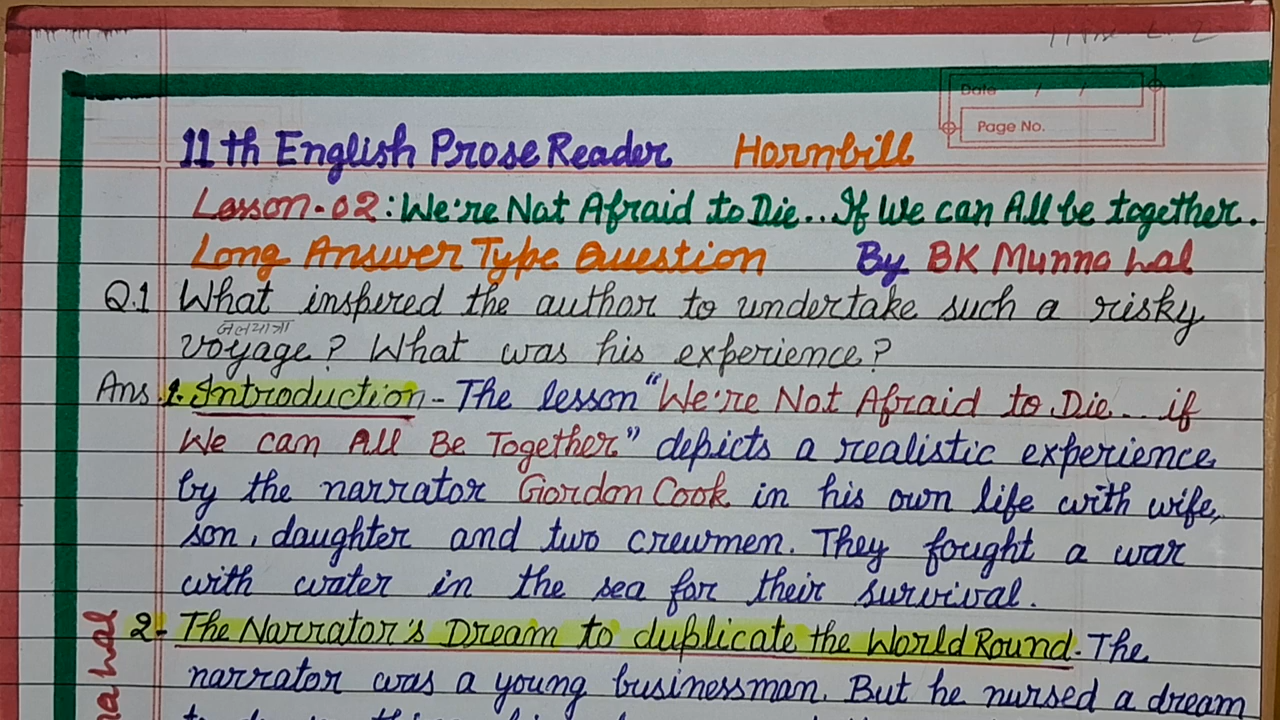 Date / /
Page No.
11th English Prose Reader Hornbill
Lesson-02: We're Not Afraid to Die... If We can All be together.
Long Answer Type Question By BK Munna Lal
Q.1 What inspired the author to undertake such a risky
जलयात्रा
voyage? What was his experience?
Ans 1. Introduction - The lesson "We're Not Afraid to Die... if
We can All Be Together" depicts a realistic experience
by the narrator Gordon Cook in his own life with wife,
son, daughter and two crewmen. They fought a war
with water in the sea for their survival.
2- The Narrator's Dream to duplicate the World Round. The
narrator was a young businessman. But he nursed a dream
na Lal